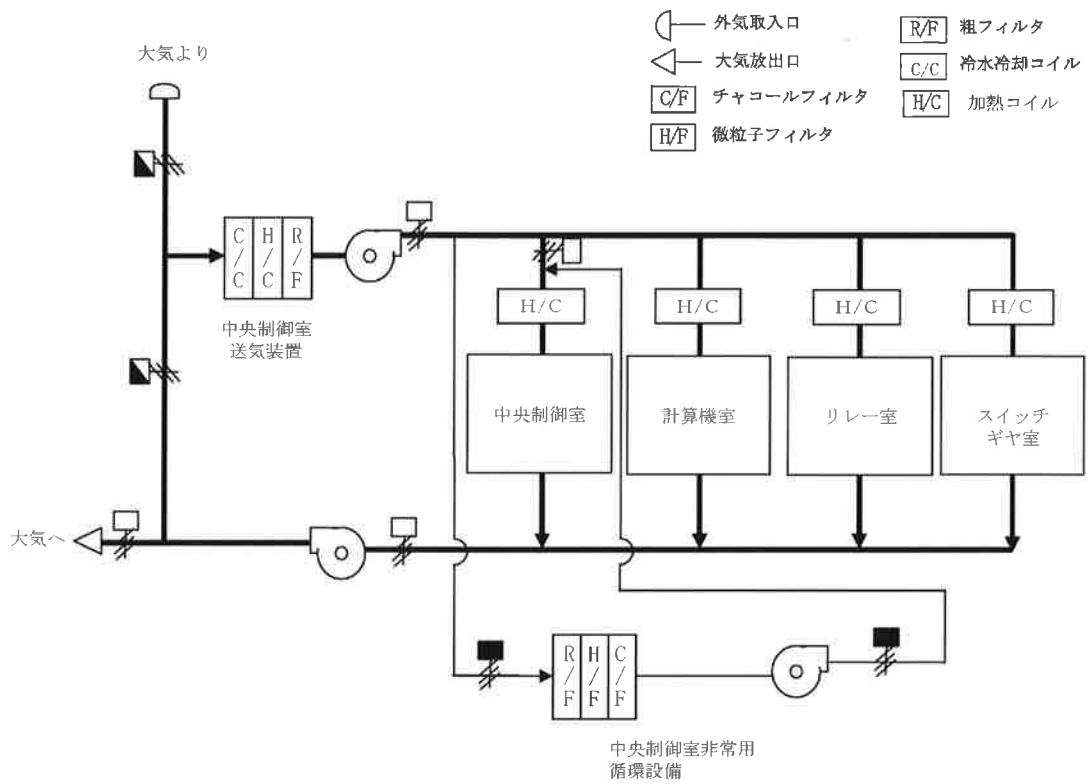 外気取入口
大気放出口
C/F チャコールフィルタ
H/F 微粒子フィルタ
R/F 粗フィルタ
C/C 冷水冷却コイル
H/C 加熱コイル
大気より
C/C
H/C
R/F
中央制御室
送気装置
H/C
H/C
H/C
H/C
中央制御室
計算機室
リレー室
スイッチ
ギヤ室
大気へ
R/F
H/F
C/F
中央制御室非常用
循環設備